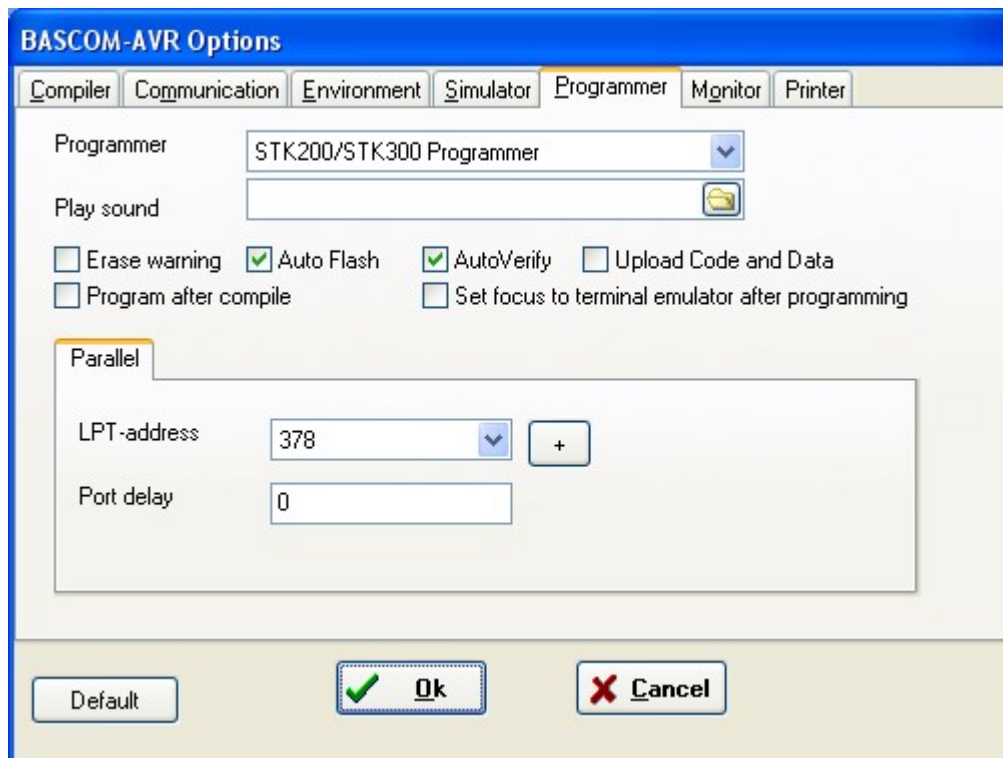 BASCOM-AVR Options
Compiler Communication Environment Simulator Programmer Monitor Printer
Programmer STK200/STK300 Programmer
Play sound
Erase warning Auto Flash AutoVerify Upload Code and Data
Program after compile Set focus to terminal emulator after programming
Parallel
LPT-address 378 +
Port delay 0
Default Ok Cancel